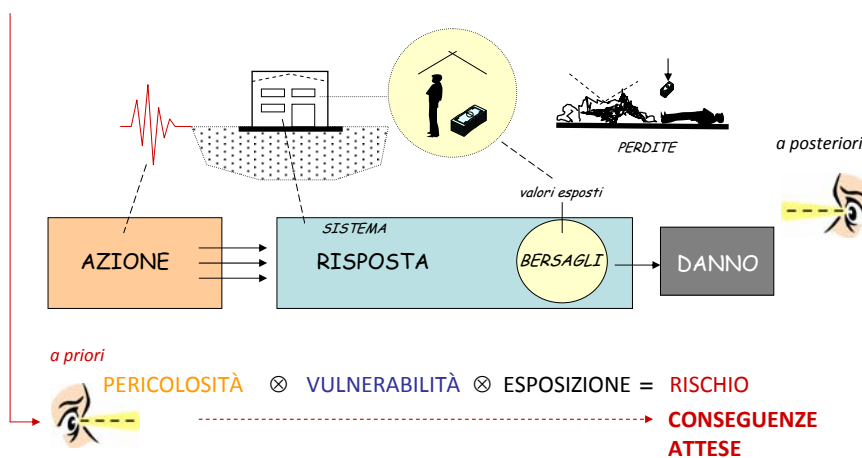 PERDITE
a posteriori
valori esposti
AZIONE
SISTEMA
RISPOSTA
BERSAGLI
DANNO
a priori
PERICOLOSITÀ ⊗ VULNERABILITÀ ⊗ ESPOSIZIONE = RISCHIO
CONSEGUENZE
ATTESE